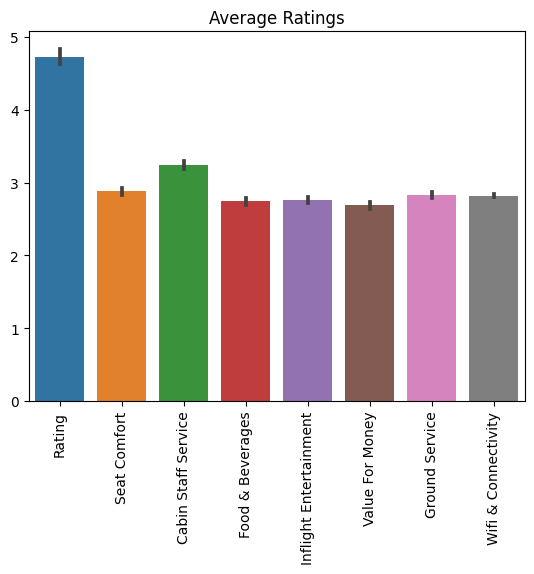 Average Ratings
5
4
3
2
1
0
Rating
Seat Comfort
Cabin Staff Service
Food & Beverages
Inflight Entertainment
Value For Money
Ground Service
Wifi & Connectivity